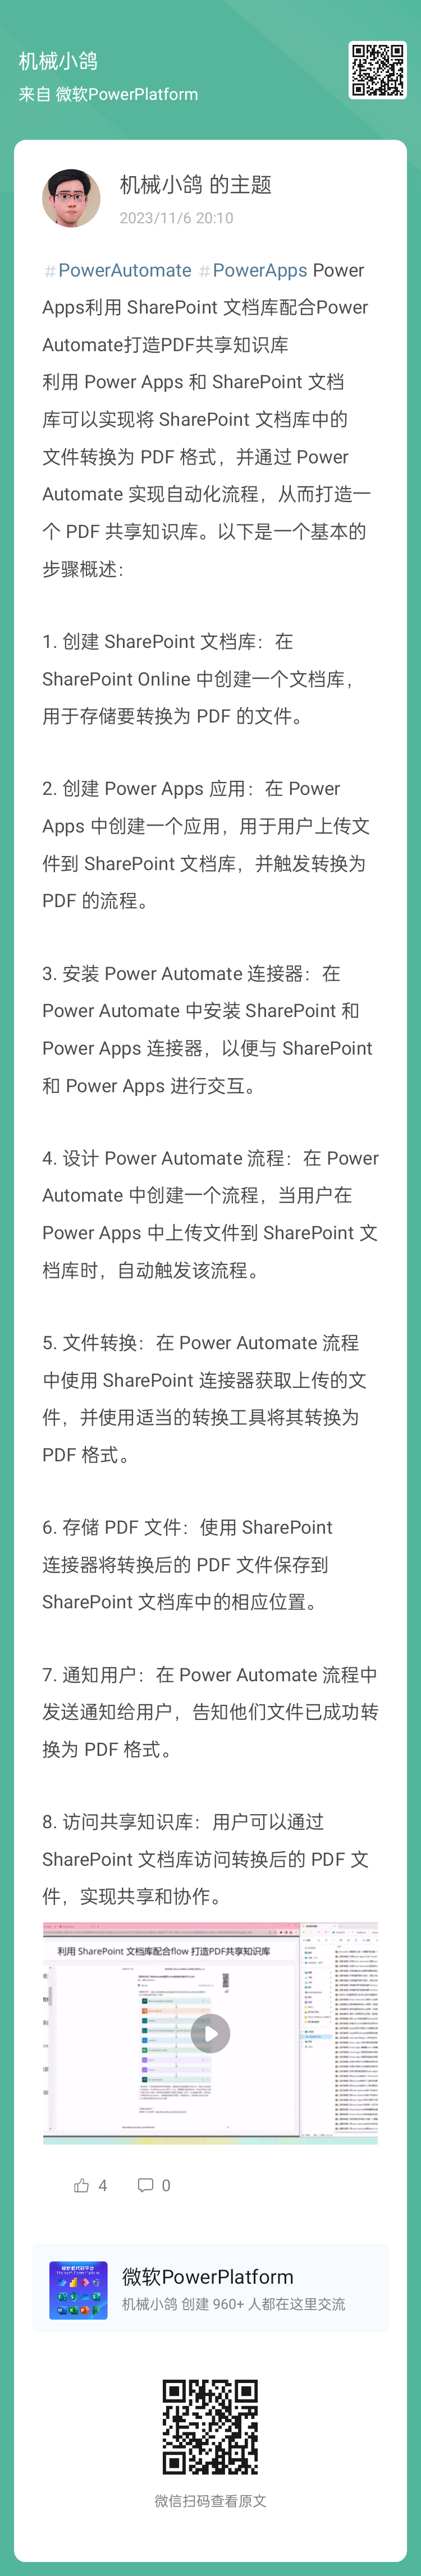 机械小鸽
来自 微软PowerPlatform
机械小鸽 的主题
2023/11/6 20:10
#PowerAutomate #PowerApps Power
Apps利用 SharePoint 文档库配合Power
Automate打造PDF共享知识库
利用 Power Apps 和 SharePoint 文档
库可以实现将 SharePoint 文档库中的
文件转换为 PDF 格式，并通过 Power
Automate 实现自动化流程，从而打造一
个 PDF 共享知识库。以下是一个基本的
步骤概述：
1. 创建 SharePoint 文档库：在
SharePoint Online 中创建一个文档库，
用于存储要转换为 PDF 的文件。
2. 创建 Power Apps 应用：在 Power
Apps 中创建一个应用，用于用户上传文
件到 SharePoint 文档库，并触发转换为
PDF 的流程。
3. 安装 Power Automate 连接器：在
Power Automate 中安装 SharePoint 和
Power Apps 连接器，以便与 SharePoint
和 Power Apps 进行交互。
4. 设计 Power Automate 流程：在 Power
Automate 中创建一个流程，当用户在
Power Apps 中上传文件到 SharePoint 文
档库时，自动触发该流程。
5. 文件转换：在 Power Automate 流程
中使用 SharePoint 连接器获取上传的文
件，并使用适当的转换工具将其转换为
PDF 格式。
6. 存储 PDF 文件：使用 SharePoint
连接器将转换后的 PDF 文件保存到
SharePoint 文档库中的相应位置。
7. 通知用户：在 Power Automate 流程中
发送通知给用户，告知他们文件已成功转
换为 PDF 格式。
8. 访问共享知识库：用户可以通过
SharePoint 文档库访问转换后的 PDF 文
件，实现共享和协作。
利用 SharePoint 文档库配合flow 打造PDF共享知识库
4 0
微软PowerPlatform
机械小鸽 创建 960+ 人都在这里交流
微信扫码查看原文